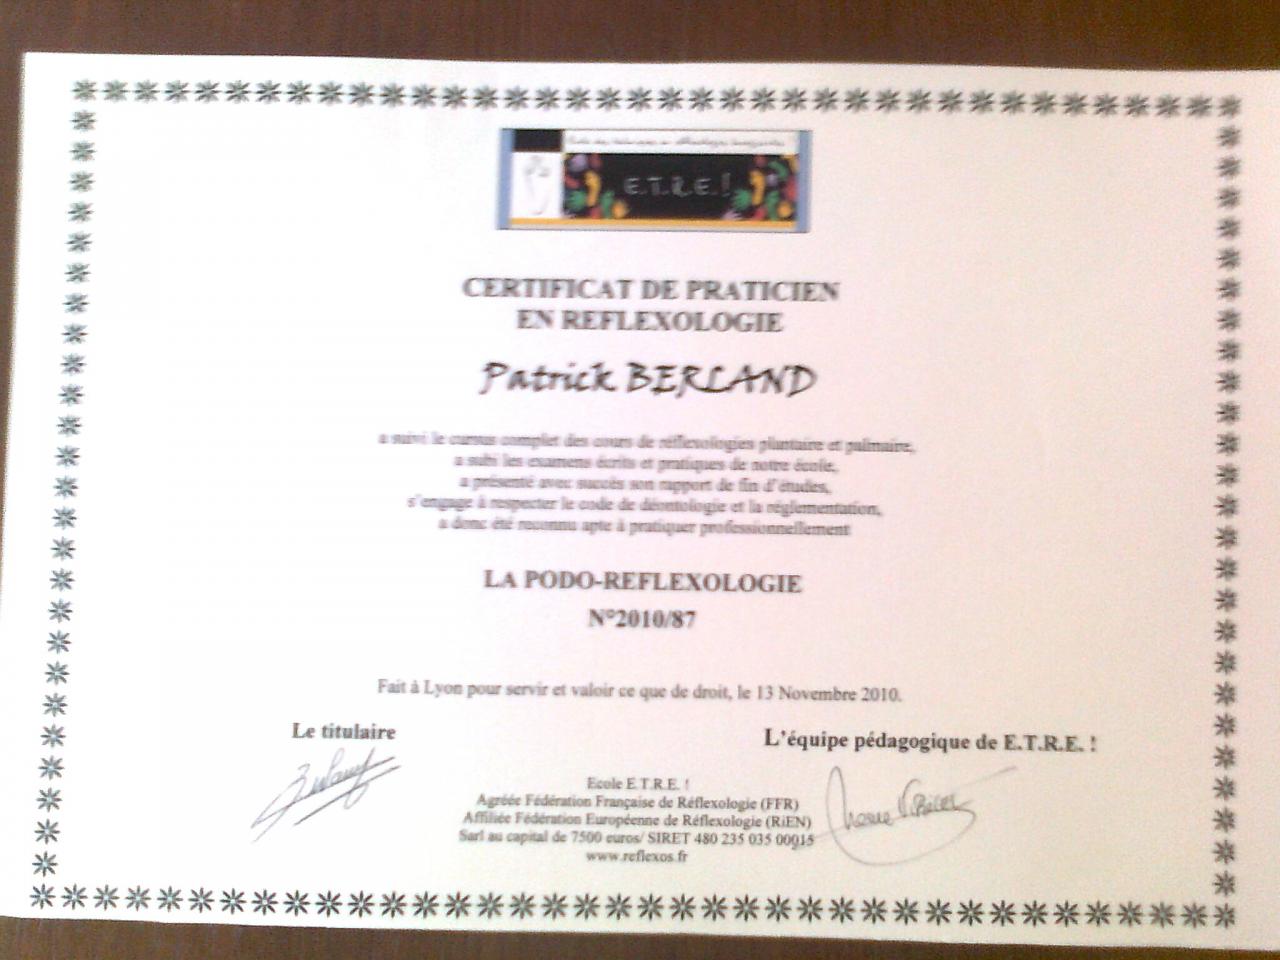 E.T.R.E. !
CERTIFICAT DE PRATICIEN
EN REFLEXOLOGIE
Patrick BERLAND
a suivi le cursus complet des cours de réflexologies plantaire et palmaire,
a subi les examens écrits et pratiques de notre école,
a présenté avec succès son rapport de fin d'études,
s'engage à respecter le code de déontologie et la réglementation,
a donc été reconnu apte à pratiquer professionnellement
LA PODO-REFLEXOLOGIE
N°2010/87
Fait à Lyon pour servir et valoir ce que de droit, le 13 Novembre 2010.
Le titulaire
L'équipe pédagogique de E.T.R.E. !
Ecole E.T.R.E. !
Agréée Fédération Française de Réflexologie (FFR)
Affiliée Fédération Européenne de Réflexologie (RiEN)
Sarl au capital de 7500 euros/ SIRET 480 235 035 00015
www.reflexos.fr